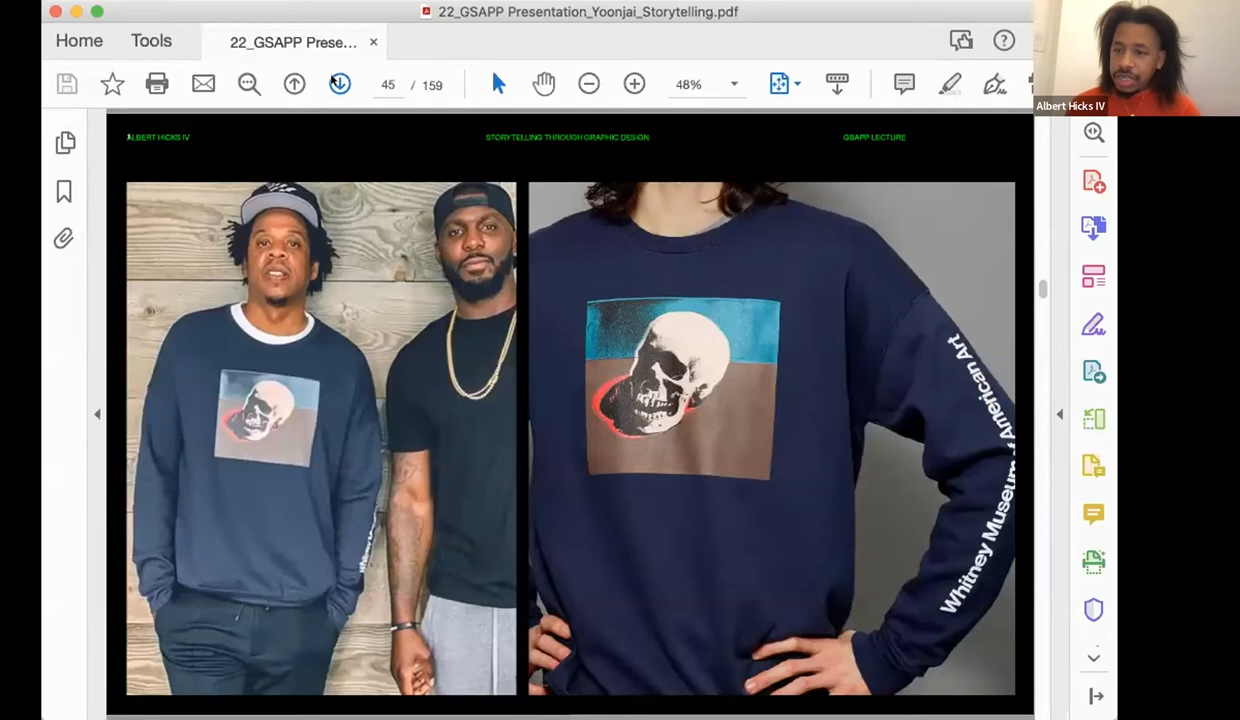 22_GSAPP Presentation_Yoonjai_Storytelling.pdf
Home
Tools
22_GSAPP Prese...
45 / 159
48%
Albert Hicks IV
ALBERT HICKS IV
STORYTELLING THROUGH GRAPHIC DESIGN
GSAPP LECTURE
Whitney Museum of American Art